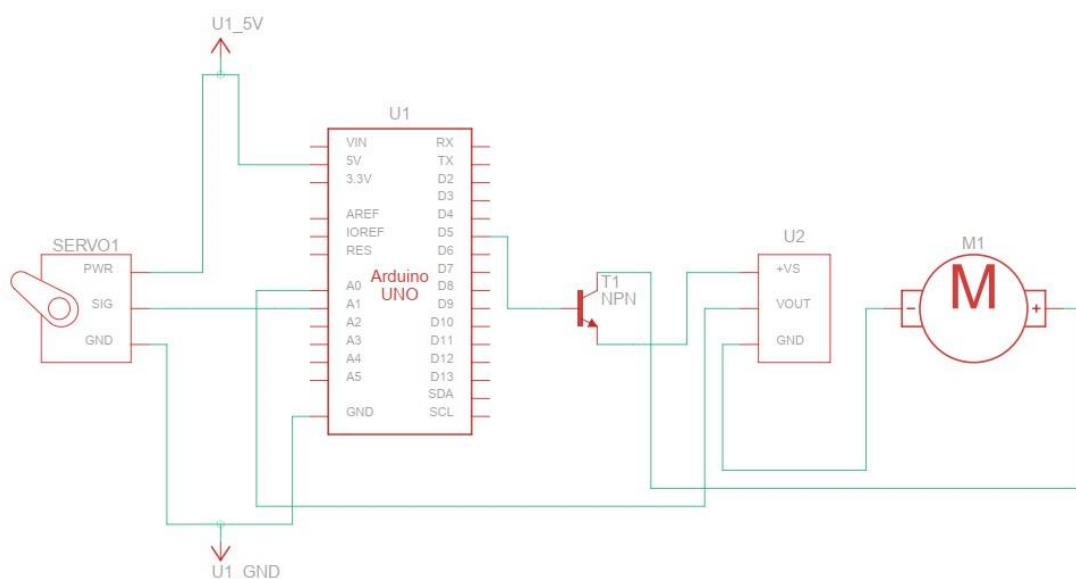 U1_5V
U1
VIN
5V
3.3V
AREF
IOREF
RES
A0
A1
A2
A3
A4
A5
GND
RX
TX
D2
D3
D4
D5
D6
D7
D8
D9
D10
D11
D12
D13
SDA
SCL
Arduino
UNO
SERVO1
PWR
SIG
GND
T1
NPN
U2
+VS
VOUT
GND
M1
M
-
+
U1_GND